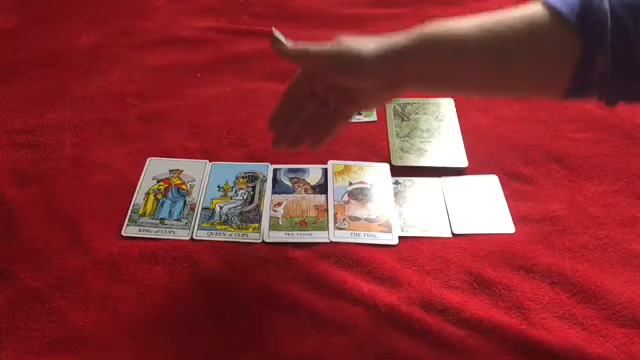 KING of CUPS.
QUEEN of CUPS.
THE MOON.
THE FOOL.